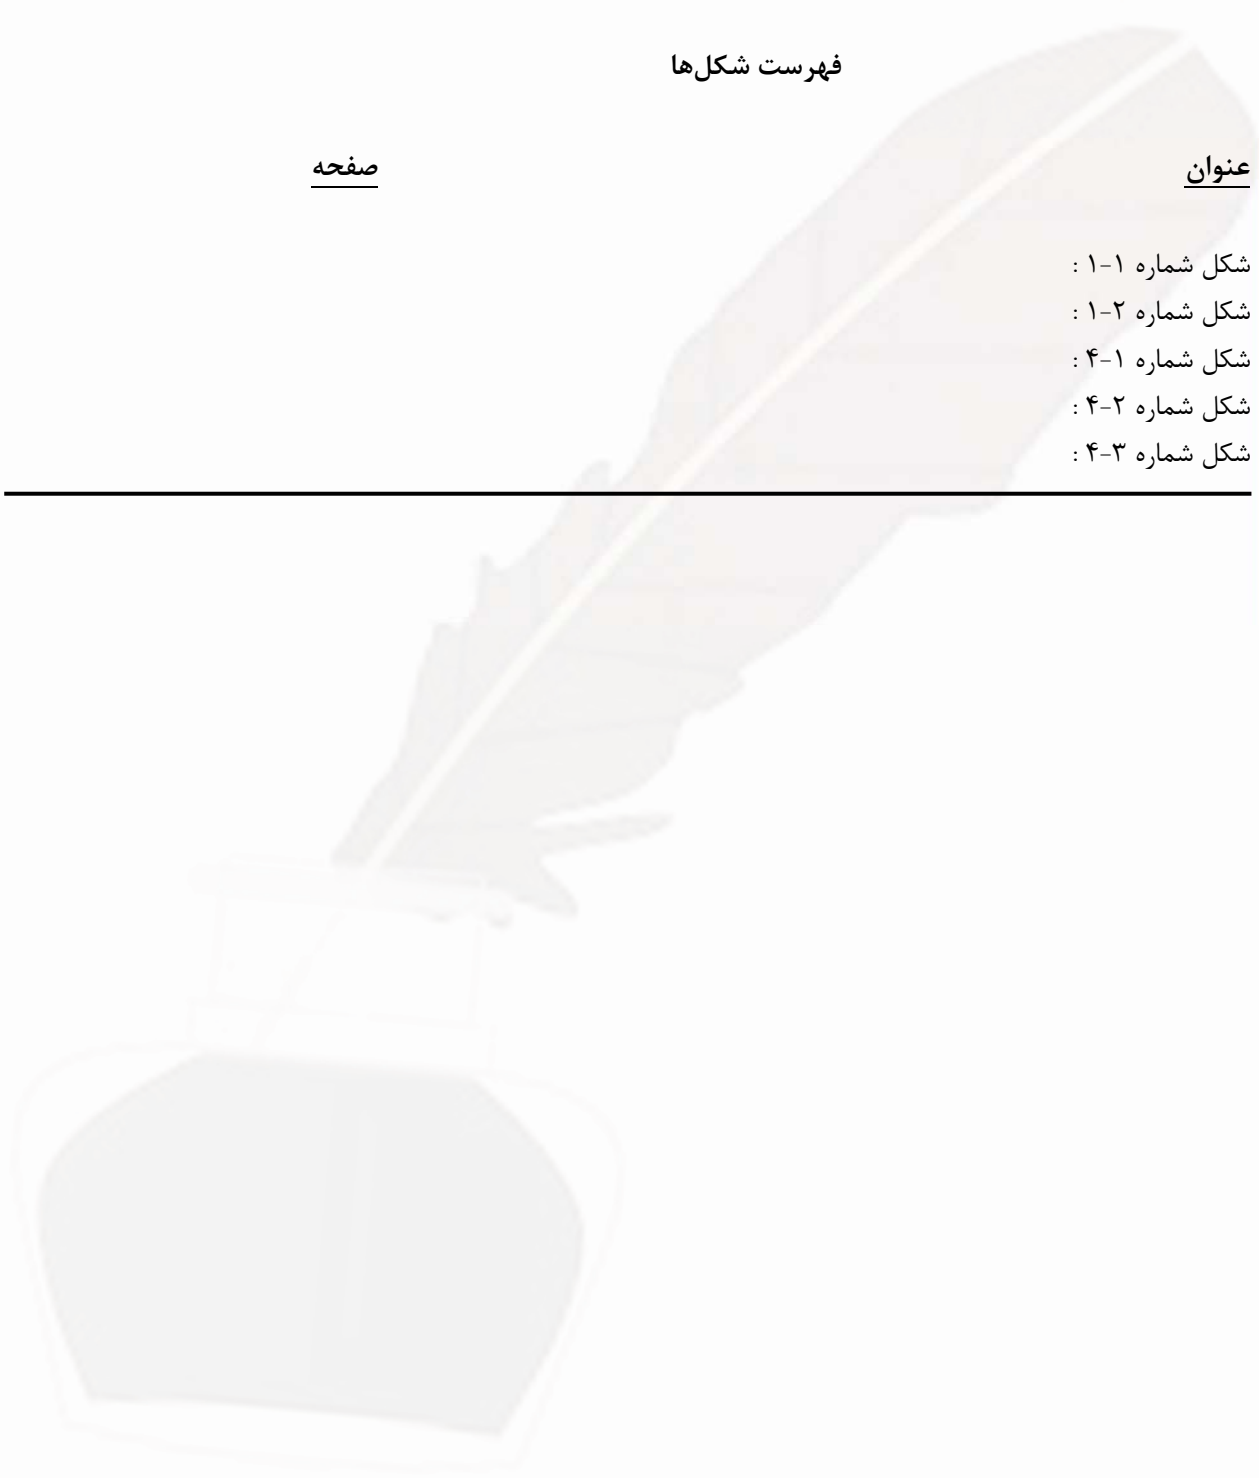 فهرست شکل‌ها
عنوان صفحه
شکل شماره ۱-۱ :
شکل شماره ۲-۱ :
شکل شماره ۱-۴ :
شکل شماره ۲-۴ :
شکل شماره ۳-۴ :